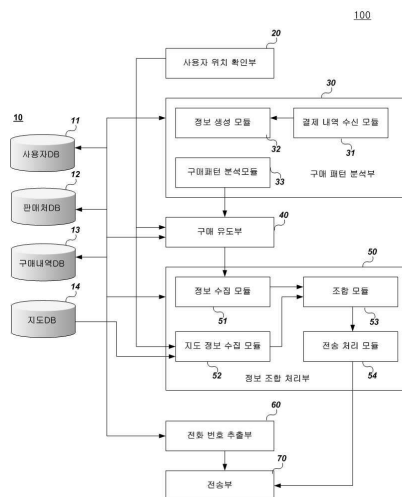 100
20
사용자 위치 확인부
30
10
11
사용자DB
정보 생성 모듈
32
결제 내역 수신 모듈
31
12
판매처DB
구매패턴 분석모듈
33
구매 패턴 분석부
13
구매내역DB
40
구매 유도부
50
14
지도DB
정보 수집 모듈
51
조합 모듈
53
지도 정보 수집 모듈
52
전송 처리 모듈
54
정보 조합 처리부
60
전화 번호 추출부
70
전송부